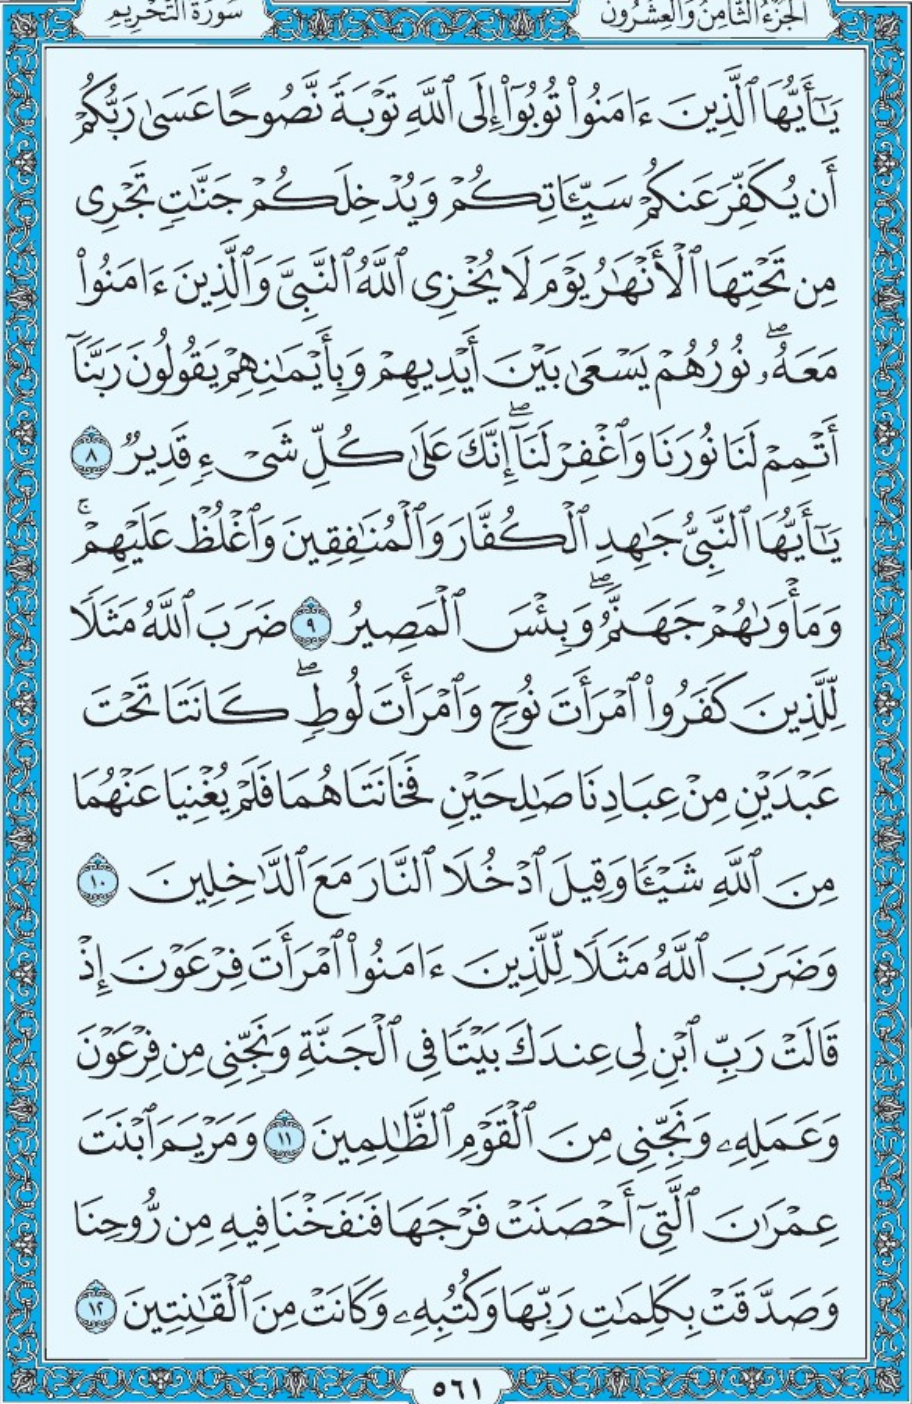 الجزء الثامن والعشرون
سورة التحريم
يَٰٓأَيُّهَا ٱلَّذِينَ ءَامَنُواْ تُوبُوٓاْ إِلَى ٱللَّهِ تَوۡبَةٗ نَّصُوحًا عَسَىٰ رَبُّكُمۡ
أَن يُكَفِّرَ عَنكُمۡ سَيِّـَٔاتِكُمۡ وَيُدۡخِلَكُمۡ جَنَّٰتٖ تَجۡرِي
مِن تَحۡتِهَا ٱلۡأَنۡهَٰرُ يَوۡمَ لَا يُخۡزِي ٱللَّهُ ٱلنَّبِيَّ وَٱلَّذِينَ ءَامَنُواْ
مَعَهُۥۖ نُورُهُمۡ يَسۡعَىٰ بَيۡنَ أَيۡدِيهِمۡ وَبِأَيۡمَٰنِهِمۡ يَقُولُونَ رَبَّنَآ
أَتۡمِمۡ لَنَا نُورَنَا وَٱغۡفِرۡ لَنَآۖ إِنَّكَ عَلَىٰ كُلِّ شَيۡءٖ قَدِيرٞ ٨
يَٰٓأَيُّهَا ٱلنَّبِيُّ جَٰهِدِ ٱلۡكُفَّارَ وَٱلۡمُنَٰفِقِينَ وَٱغۡلُظۡ عَلَيۡهِمۡۚ
وَمَأۡوَىٰهُمۡ جَهَنَّمُۖ وَبِئۡسَ ٱلۡمَصِيرُ ٩ ضَرَبَ ٱللَّهُ مَثَلٗا
لِّلَّذِينَ كَفَرُواْ ٱمۡرَأَتَ نُوحٖ وَٱمۡرَأَتَ لُوطٖۖ كَانَتَا تَحۡتَ
عَبۡدَيۡنِ مِنۡ عِبَادِنَا صَٰلِحَيۡنِ فَخَانَتَاهُمَا فَلَمۡ يُغۡنِيَا عَنۡهُمَا
مِنَ ٱللَّهِ شَيۡـٔٗا وَقِيلَ ٱدۡخُلَا ٱلنَّارَ مَعَ ٱلدَّٰخِلِينَ ١٠
وَضَرَبَ ٱللَّهُ مَثَلٗا لِّلَّذِينَ ءَامَنُواْ ٱمۡرَأَتَ فِرۡعَوۡنَ إِذۡ
قَالَتۡ رَبِّ ٱبۡنِ لِي عِندَكَ بَيۡتٗا فِي ٱلۡجَنَّةِ وَنَجِّنِي مِن فِرۡعَوۡنَ
وَعَمَلِهِۦ وَنَجِّنِي مِنَ ٱلۡقَوۡمِ ٱلظَّٰلِمِينَ ١١ وَمَرۡيَمَ ٱبۡنَتَ
عِمۡرَٰنَ ٱلَّتِيٓ أَحۡصَنَتۡ فَرۡجَهَا فَنَفَخۡنَا فِيهِ مِن رُّوحِنَا
وَصَدَّقَتۡ بِكَلِمَٰتِ رَبِّهَا وَكُتُبِهِۦ وَكَانَتۡ مِنَ ٱلۡقَٰنِتِينَ ١٢
٥٦١